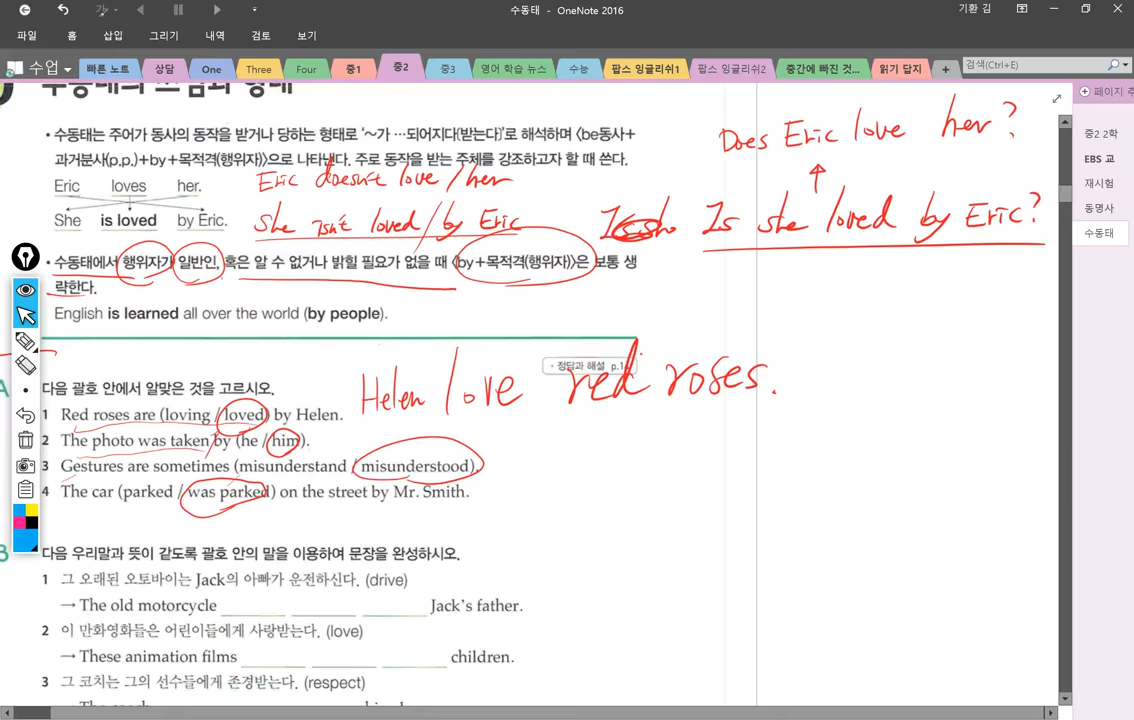 수동태 - OneNote 2016
기환 김
파일 홈 삽입 그리기 내역 검토 보기
수업 빠른 노트 상담 One Three Four 중1 중2 중3 영어 학습 뉴스 수능 팝스 잉글리쉬1 팝스 잉글리쉬2 중간에 빠진 것... 읽기 답지 + 검색(Ctrl+E)
페이지 추
중2 2학
EBS 교
재시험
동명사
수동태
• 수동태는 주어가 동사의 동작을 받거나 당하는 형태로 '~가 …되어지다{받는다}'로 해석하며 〈be동사+
과거분사(p.p.)+by+목적격(행위자)〉으로 나타낸다. 주로 동작을 받는 주체를 강조하고자 할 때 쓴다.
Eric loves her.
She is loved by Eric.
Eric doesn't love / her
she isn't loved / by Eric
Does Eric love her?
Is she loved by Eric?
• 수동태에서 행위자가 일반인, 혹은 알 수 없거나 밝힐 필요가 없을 때 〈by+목적격(행위자)〉은 보통 생
략한다.
English is learned all over the world (by people).
• 정답과 해설 p.1
Helen love red roses.
A 다음 괄호 안에서 알맞은 것을 고르시오.
1 Red roses are (loving / loved) by Helen.
2 The photo was taken by (he / him).
3 Gestures are sometimes (misunderstand / misunderstood).
4 The car (parked / was parked) on the street by Mr. Smith.
B 다음 우리말과 뜻이 같도록 괄호 안의 말을 이용하여 문장을 완성하시오.
1 그 오래된 오토바이는 Jack의 아빠가 운전하신다. (drive)
→ The old motorcycle ______ ______ ______ Jack's father.
2 이 만화영화들은 어린이들에게 사랑받는다. (love)
→ These animation films ______ ______ ______ children.
3 그 코치는 그의 선수들에게 존경받는다. (respect)